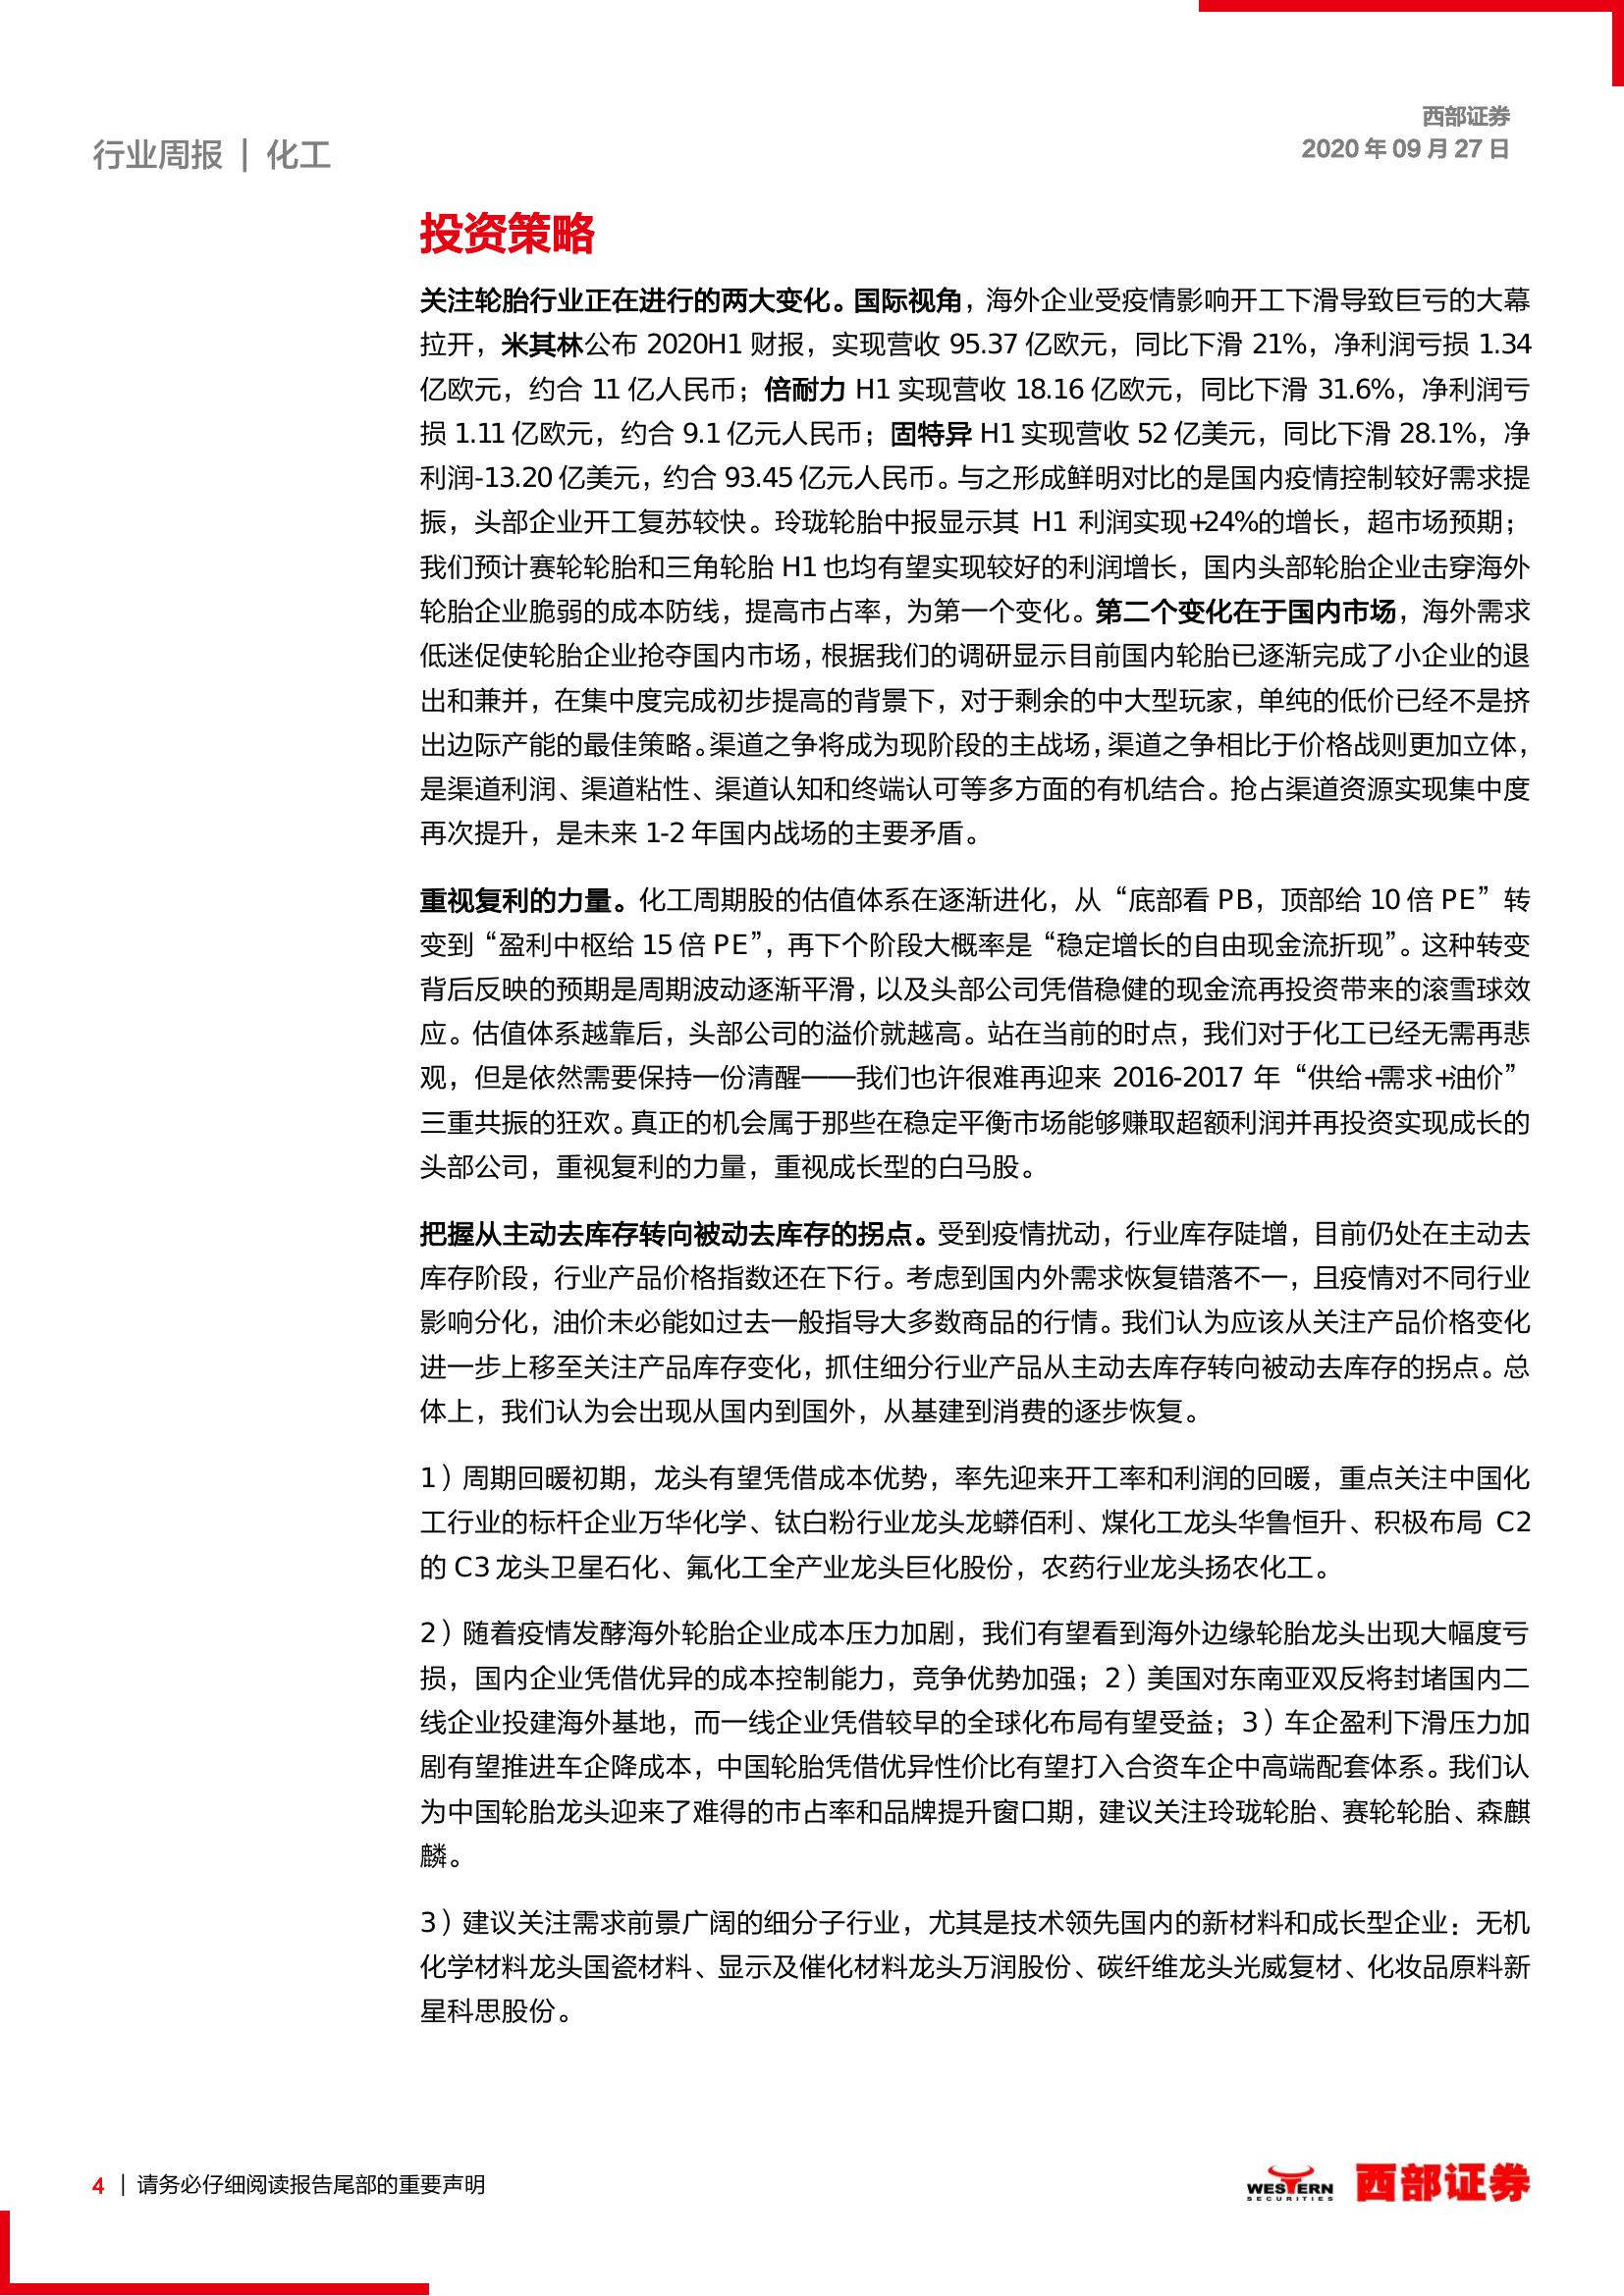 西部证券
2020 年 09 月 27 日
行业周报 | 化工
投资策略
关注轮胎行业正在进行的两大变化。国际视角，海外企业受疫情影响开工下滑导致巨亏的大幕
拉开，米其林公布 2020H1 财报，实现营收 95.37 亿欧元，同比下滑 21%，净利润亏损 1.34
亿欧元，约合 11 亿人民币；倍耐力 H1 实现营收 18.16 亿欧元，同比下滑 31.6%，净利润亏
损 1.11 亿欧元，约合 9.1 亿元人民币；固特异 H1 实现营收 52 亿美元，同比下滑 28.1%，净
利润-13.20 亿美元，约合 93.45 亿元人民币。与之形成鲜明对比的是国内疫情控制较好需求提
振，头部企业开工复苏较快。玲珑轮胎中报显示其 H1 利润实现+24%的增长，超市场预期；
我们预计赛轮轮胎和三角轮胎 H1 也均有望实现较好的利润增长，国内头部轮胎企业击穿海外
轮胎企业脆弱的成本防线，提高市占率，为第一个变化。第二个变化在于国内市场，海外需求
低迷促使轮胎企业抢夺国内市场，根据我们的调研显示目前国内轮胎已逐渐完成了小企业的退
出和兼并，在集中度完成初步提高的背景下，对于剩余的中大型玩家，单纯的低价已经不是挤
出边际产能的最佳策略。渠道之争将成为现阶段的主战场，渠道之争相比于价格战则更加立体，
是渠道利润、渠道粘性、渠道认知和终端认可等多方面的有机结合。抢占渠道资源实现集中度
再次提升，是未来 1-2 年国内战场的主要矛盾。
重视复利的力量。化工周期股的估值体系在逐渐进化，从“底部看 PB，顶部给 10 倍 PE”转
变到“盈利中枢给 15 倍 PE”，再下个阶段大概率是“稳定增长的自由现金流折现”。这种转变
背后反映的预期是周期波动逐渐平滑，以及头部公司凭借稳健的现金流再投资带来的滚雪球效
应。估值体系越靠后，头部公司的溢价就越高。站在当前的时点，我们对于化工已经无需再悲
观，但是依然需要保持一份清醒——我们也许很难再迎来 2016-2017 年“供给+需求+油价”
三重共振的狂欢。真正的机会属于那些在稳定平衡市场能够赚取超额利润并再投资实现成长的
头部公司，重视复利的力量，重视成长型的白马股。
把握从主动去库存转向被动去库存的拐点。受到疫情扰动，行业库存陡增，目前仍处在主动去
库存阶段，行业产品价格指数还在下行。考虑到国内外需求恢复错落不一，且疫情对不同行业
影响分化，油价未必能如过去一般指导大多数商品的行情。我们认为应该从关注产品价格变化
进一步上移至关注产品库存变化，抓住细分行业产品从主动去库存转向被动去库存的拐点。总
体上，我们认为会出现从国内到国外，从基建到消费的逐步恢复。
1）周期回暖初期，龙头有望凭借成本优势，率先迎来开工率和利润的回暖，重点关注中国化
工行业的标杆企业万华化学、钛白粉行业龙头龙蟒佰利、煤化工龙头华鲁恒升、积极布局 C2
的 C3 龙头卫星石化、氟化工全产业龙头巨化股份，农药行业龙头扬农化工。
2）随着疫情发酵海外轮胎企业成本压力加剧，我们有望看到海外边缘轮胎龙头出现大幅度亏
损，国内企业凭借优异的成本控制能力，竞争优势加强；2）美国对东南亚双反将封堵国内二
线企业投建海外基地，而一线企业凭借较早的全球化布局有望受益；3）车企盈利下滑压力加
剧有望推进车企降成本，中国轮胎凭借优异性价比有望打入合资车企中高端配套体系。我们认
为中国轮胎龙头迎来了难得的市占率和品牌提升窗口期，建议关注玲珑轮胎、赛轮轮胎、森麒
麟。
3）建议关注需求前景广阔的细分子行业，尤其是技术领先国内的新材料和成长型企业：无机
化学材料龙头国瓷材料、显示及催化材料龙头万润股份、碳纤维龙头光威复材、化妆品原料新
星科思股份。
4 | 请务必仔细阅读报告尾部的重要声明
WESTERN
SECURITIES
西部证券